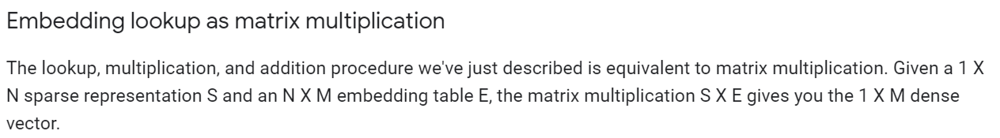 Embedding lookup as matrix multiplication
The lookup, multiplication, and addition procedure we've just described is equivalent to matrix multiplication. Given a 1 X
N sparse representation S and an N X M embedding table E, the matrix multiplication S X E gives you the 1 X M dense
vector.